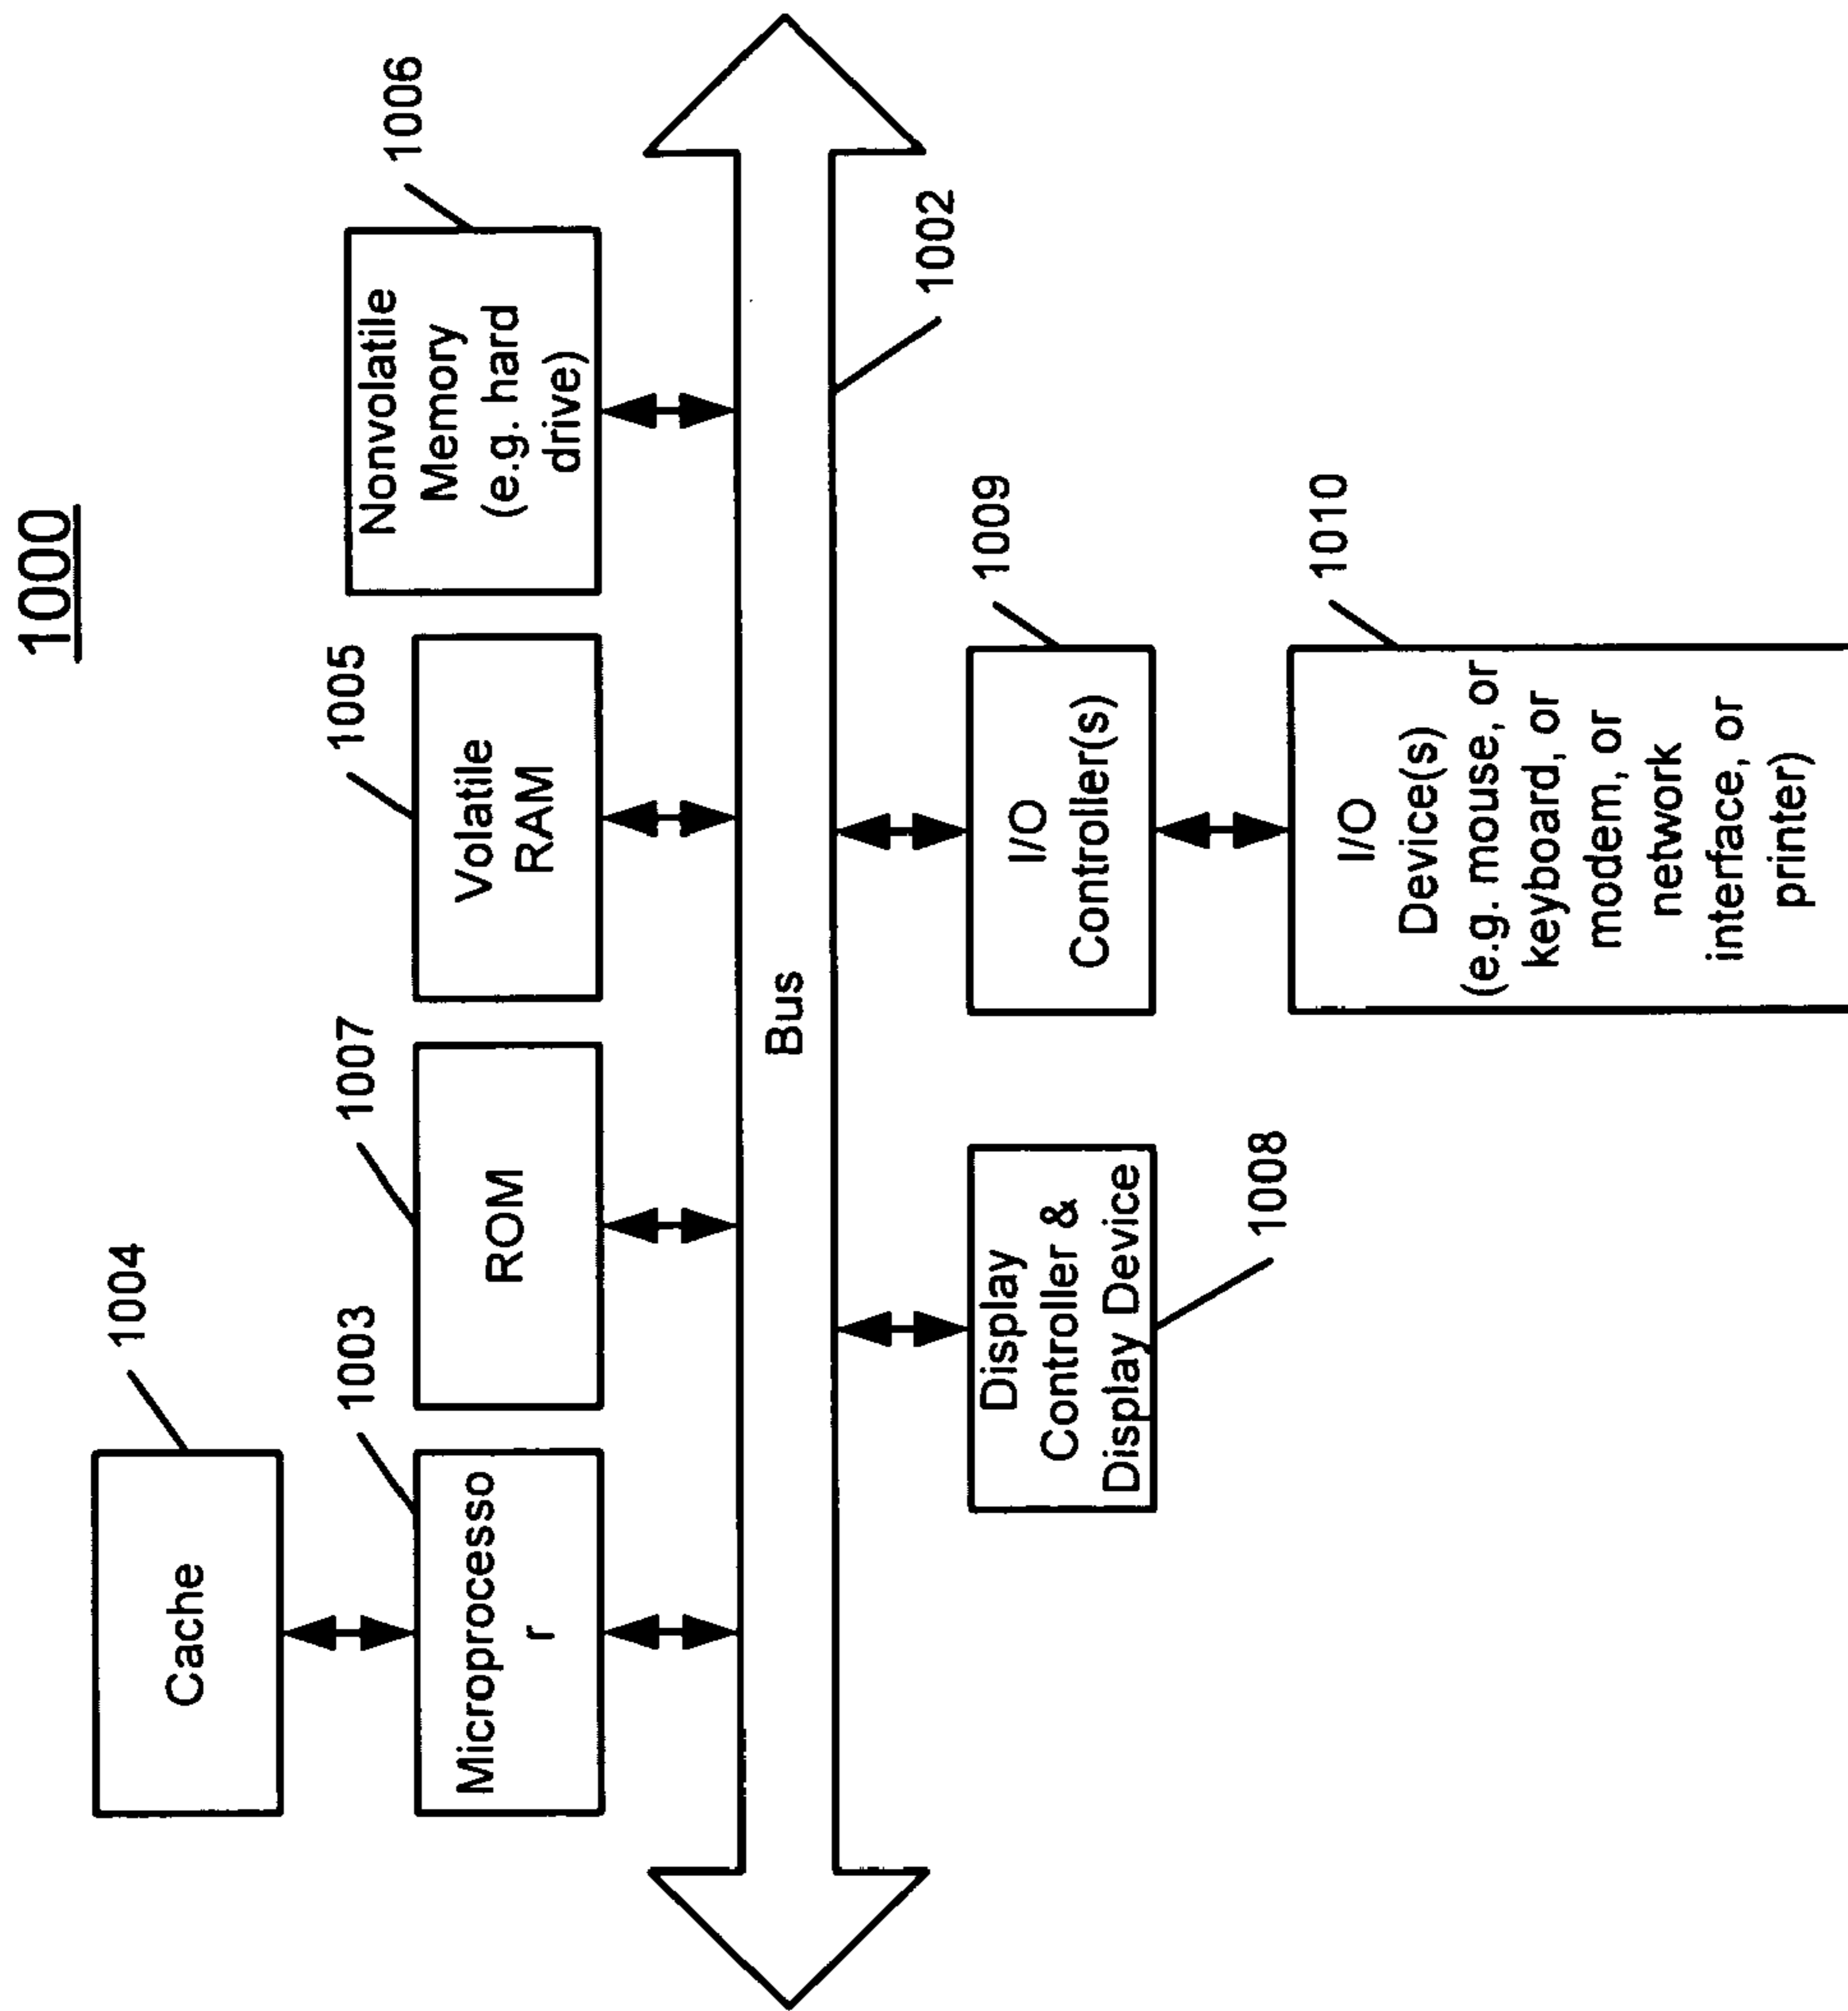 1000
1004
Cache
1003
Microprocesso
r
1007
ROM
1005
Volatile
RAM
1006
Nonvolatile
Memory
(e.g. hard
drive)
Bus
1002
Display
Controller &
Display Device
1008
I/O
Controller(s)
1009
I/O
Device(s)
(e.g. mouse, or
keyboard, or
modem, or
network
interface, or
printer)
1010